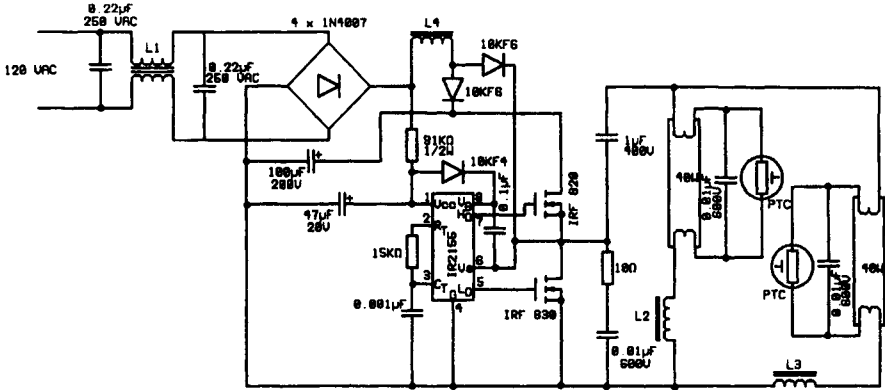 0.22µF
250 VAC
4 x 1N4007
L4
L1
10KF6
120 VAC
0.22µF
250 VAC
10KF6
91KΩ
1/2W
10KF4
100µF
200V
0.1µF
IRF 820
1µF
400V
40W
0.01µF
600V
PTC
40W
47µF
20V
1 VCC
VB 8
HO
7
2
RT
IR2155
15KΩ
6
VS
3
CT
LO 5
4
0.001µF
IRF 830
10Ω
PTC
0.01µF
600V
L2
0.01µF
600V
L3